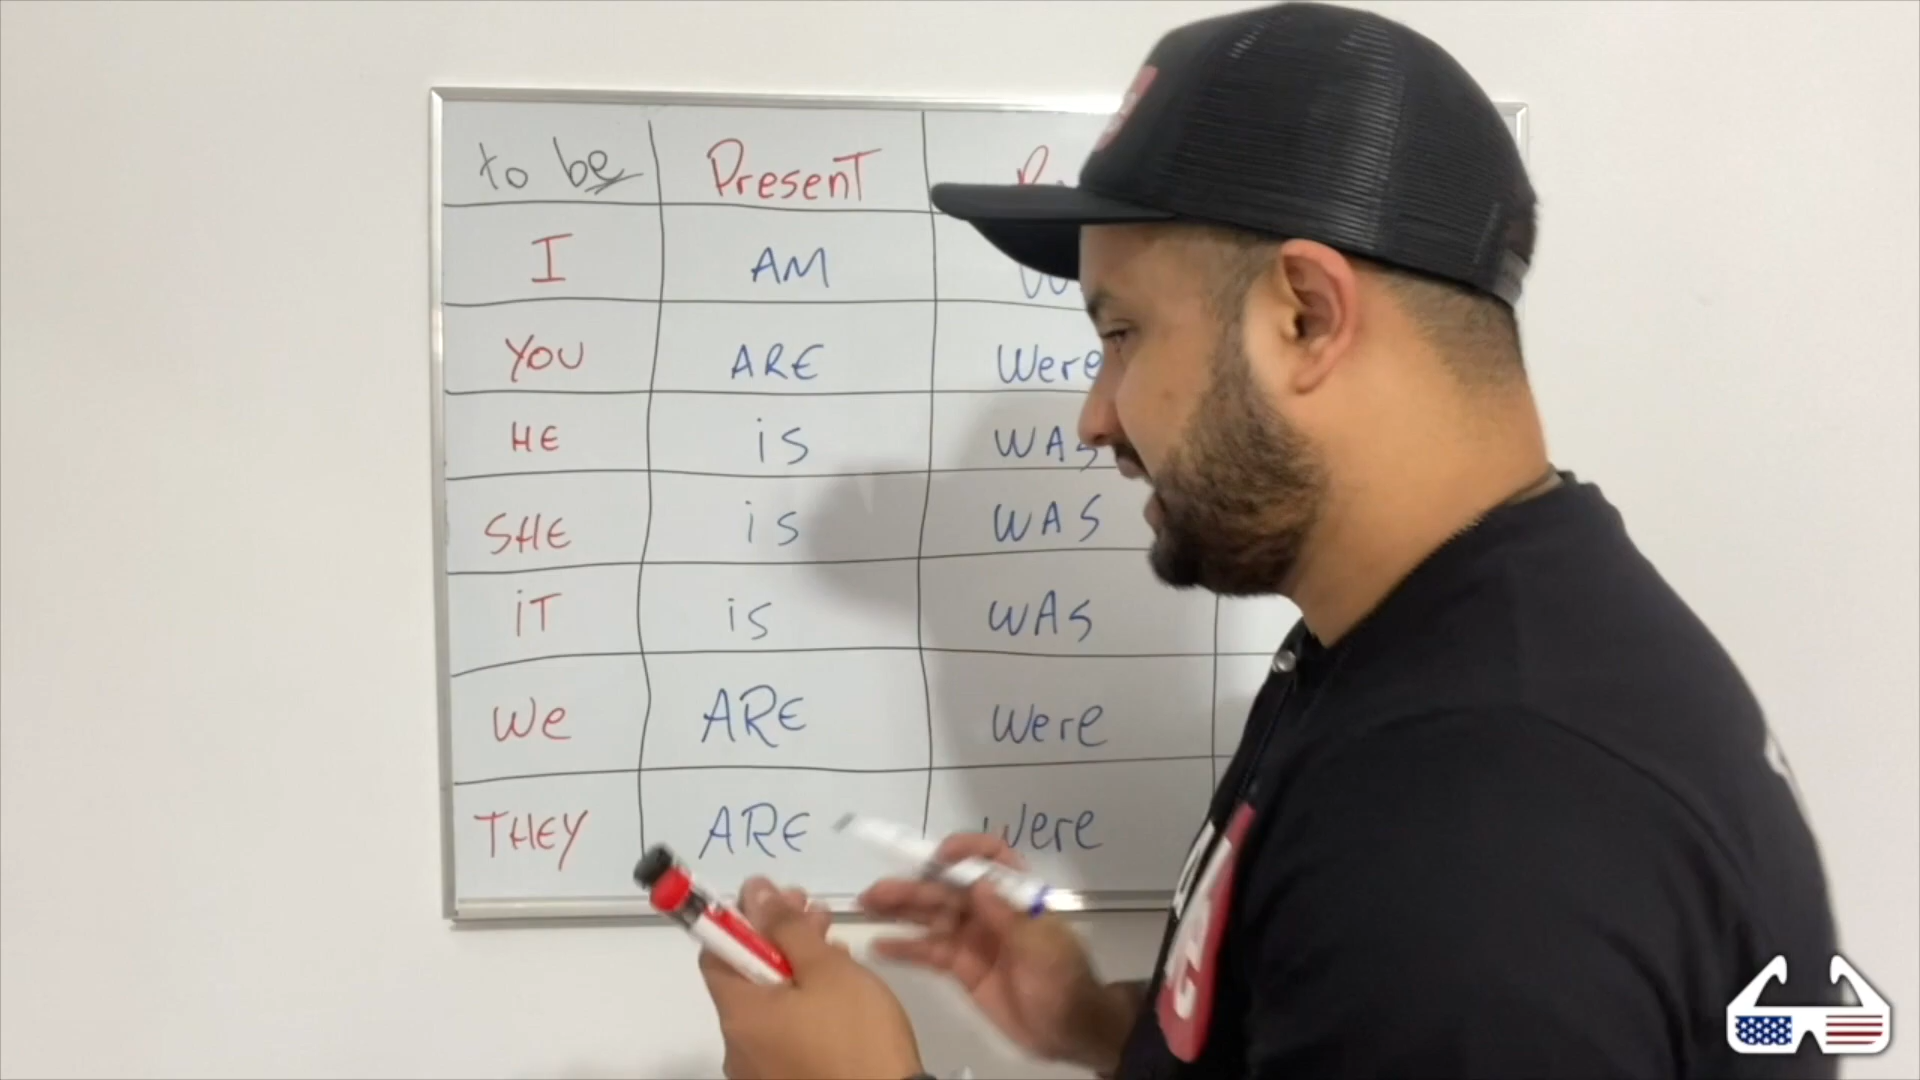 to be Present
I AM
YOU ARE Were
HE is WAS
SHE is WAS
iT is WAS
We ARE Were
THEY ARE Were